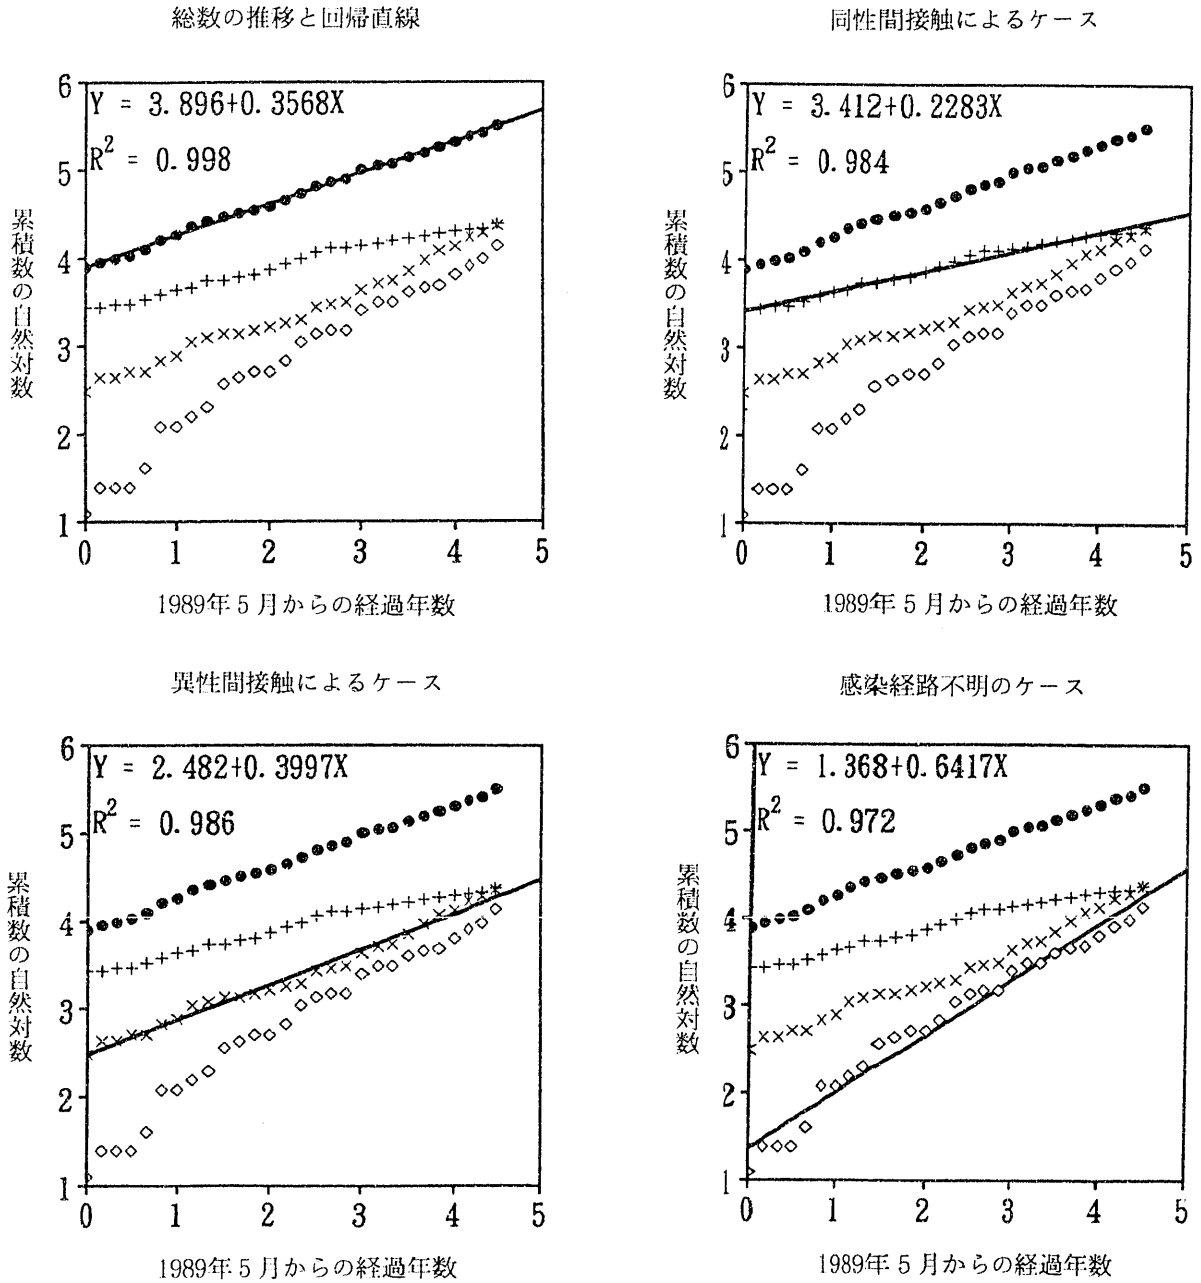 総数の推移と回帰直線
Y = 3.896+0.3568X
R² = 0.998
累積数の自然対数
6
5
4
3
2
1
0 1 2 3 4 5
1989年5月からの経過年数
同性間接触によるケース
Y = 3.412+0.2283X
R² = 0.984
累積数の自然対数
6
5
4
3
2
1
0 1 2 3 4 5
1989年5月からの経過年数
異性間接触によるケース
Y = 2.482+0.3997X
R² = 0.986
累積数の自然対数
6
5
4
3
2
1
0 1 2 3 4 5
1989年5月からの経過年数
感染経路不明のケース
Y = 1.368+0.6417X
R² = 0.972
累積数の自然対数
6
5
4
3
2
1
0 1 2 3 4 5
1989年5月からの経過年数